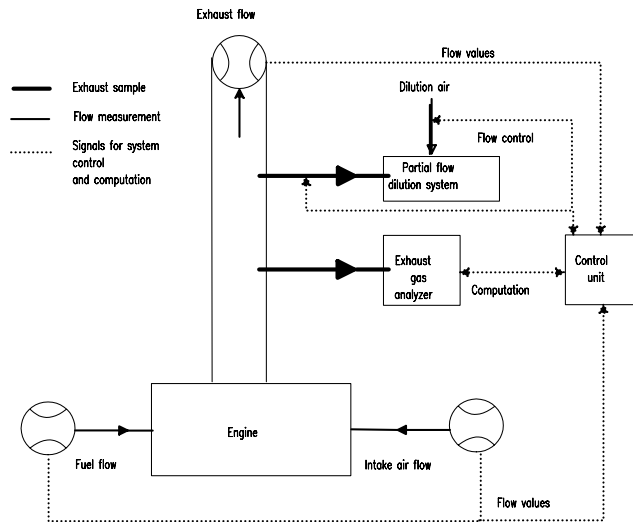 Exhaust flow
Flow values
Exhaust sample
Flow measurement
Signals for system
control
and computation
Dilution air
Flow control
Partial flow
dilution system
Exhaust
gas
analyzer
Computation
Control
unit
Engine
Fuel flow
Intake air flow
Flow values